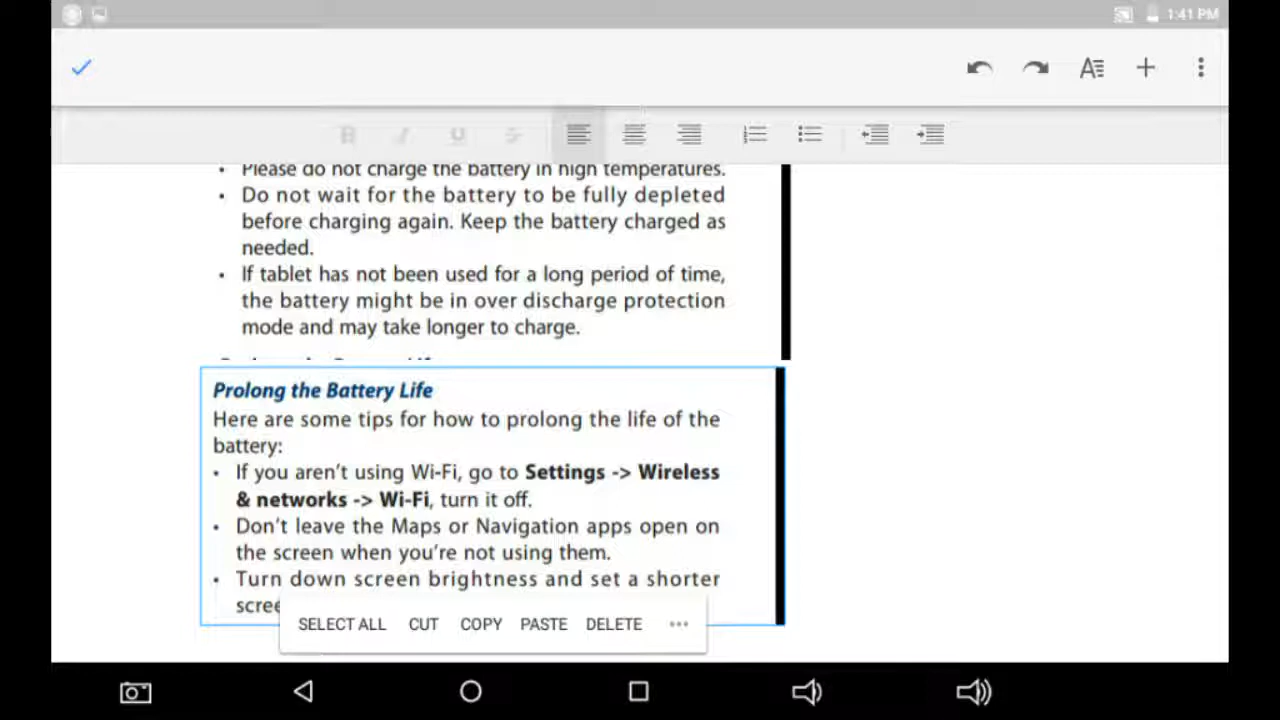 1:41 PM
B I U S
• Please do not charge the battery in high temperatures.
• Do not wait for the battery to be fully depleted
before charging again. Keep the battery charged as
needed.
• If tablet has not been used for a long period of time,
the battery might be in over discharge protection
mode and may take longer to charge.
Prolong the Battery Life
Here are some tips for how to prolong the life of the
battery:
• If you aren't using Wi-Fi, go to Settings -> Wireless
& networks -> Wi-Fi, turn it off.
• Don't leave the Maps or Navigation apps open on
the screen when you're not using them.
• Turn down screen brightness and set a shorter
SELECT ALL CUT COPY PASTE DELETE